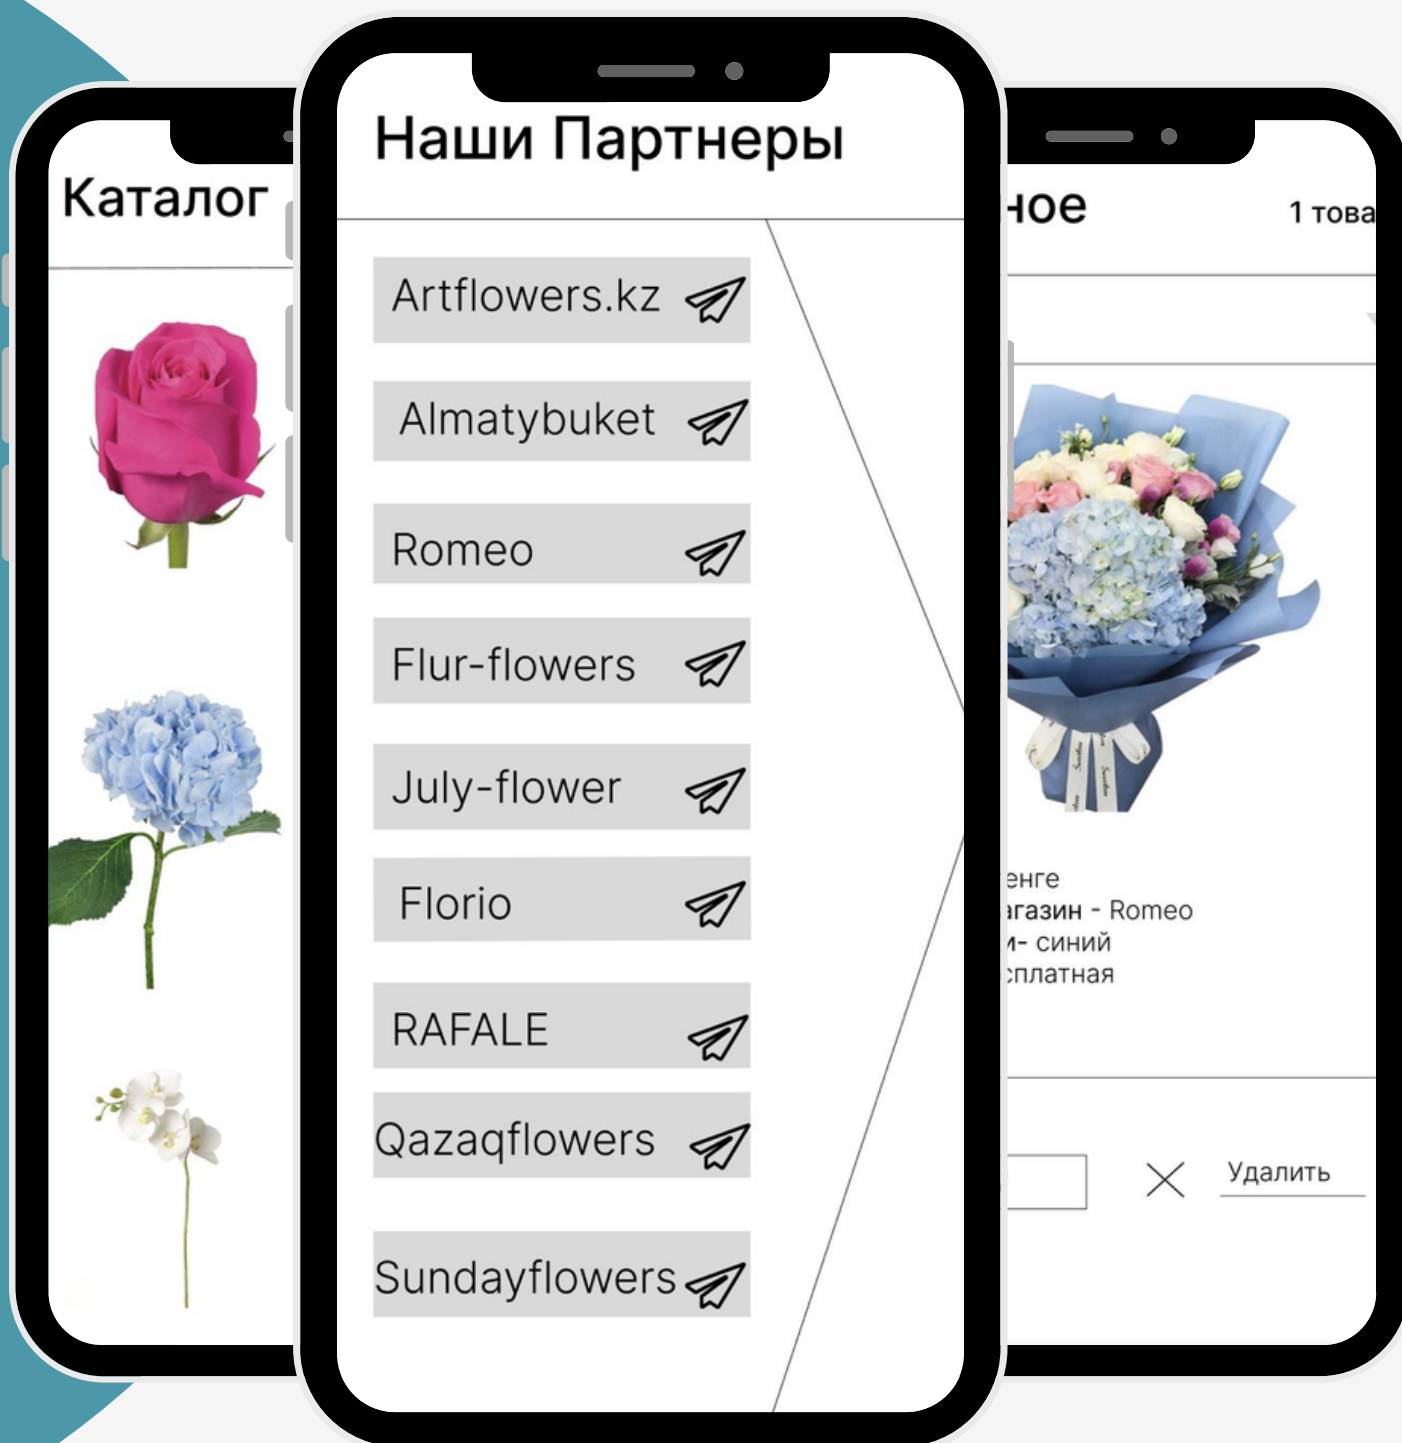 Каталог
Наши Партнеры
Artflowers.kz
Almatybuket
Romeo
Flur-flowers
July-flower
Florio
RAFALE
Qazaqflowers
Sundayflowers
ное
1 това
енге
агазин - Romeo
и- синий
сплатная
Удалить